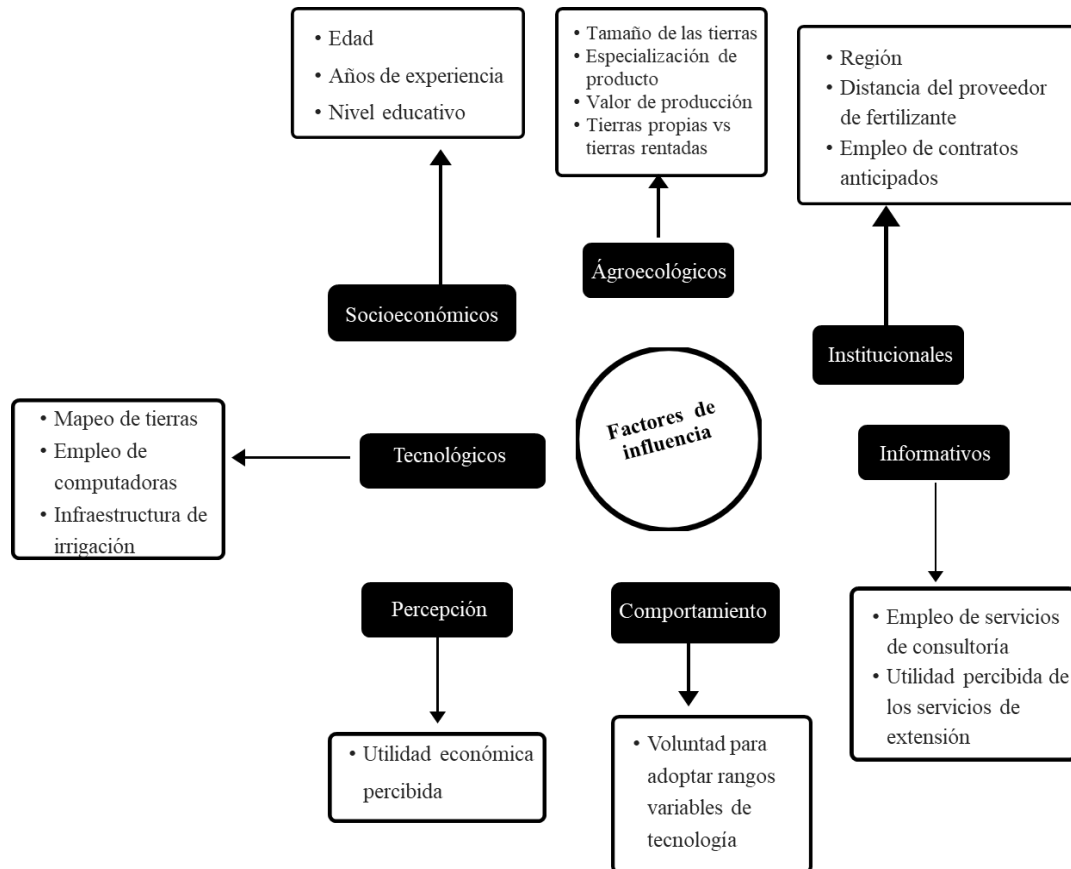 • Edad
• Años de experiencia
• Nivel educativo
Socioeconómicos
• Tamaño de las tierras
• Especialización de
producto
• Valor de producción
• Tierras propias vs
tierras rentadas
Ágroecológicos
• Región
• Distancia del proveedor
de fertilizante
• Empleo de contratos
anticipados
Institucionales
Factores de
influencia
• Mapeo de tierras
• Empleo de
computadoras
• Infraestructura de
irrigación
Tecnológicos
Informativos
• Empleo de servicios
de consultoría
• Utilidad percibida de
los servicios de
extensión
Percepción
• Utilidad económica
percibida
Comportamiento
• Voluntad para
adoptar rangos
variables de
tecnología